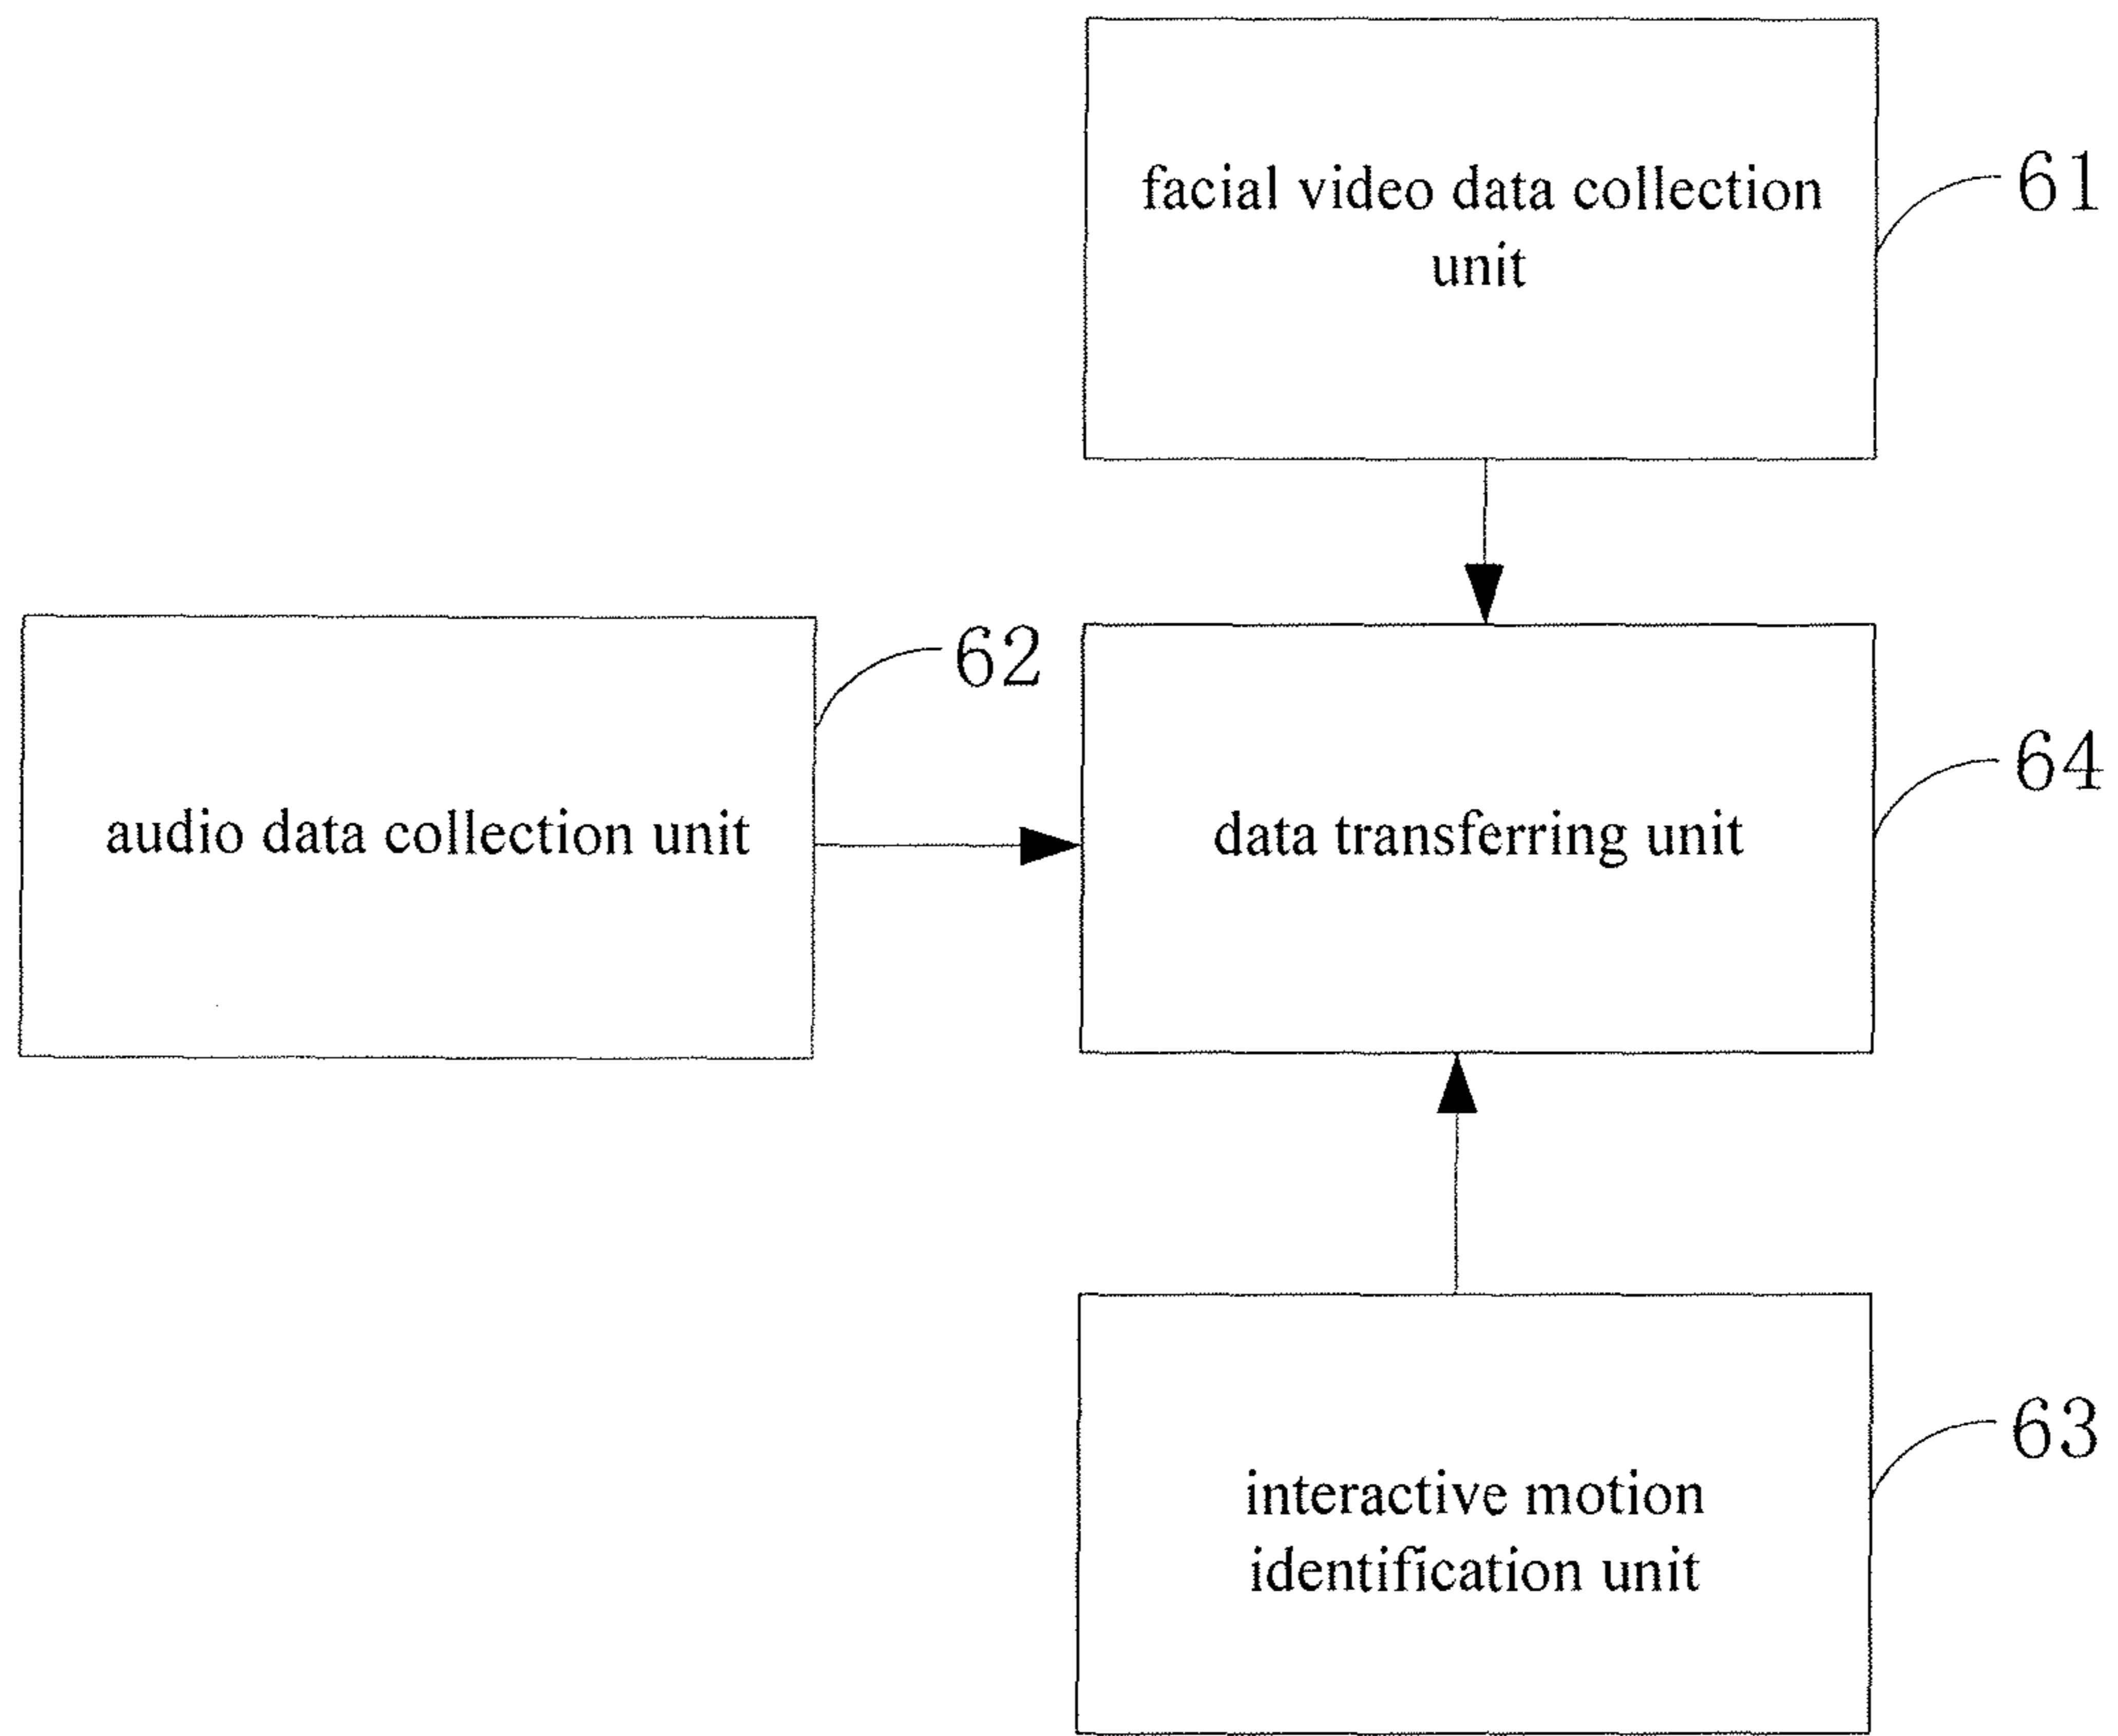 facial video data collection
unit
61
62
audio data collection unit
64
data transferring unit
63
interactive motion
identification unit